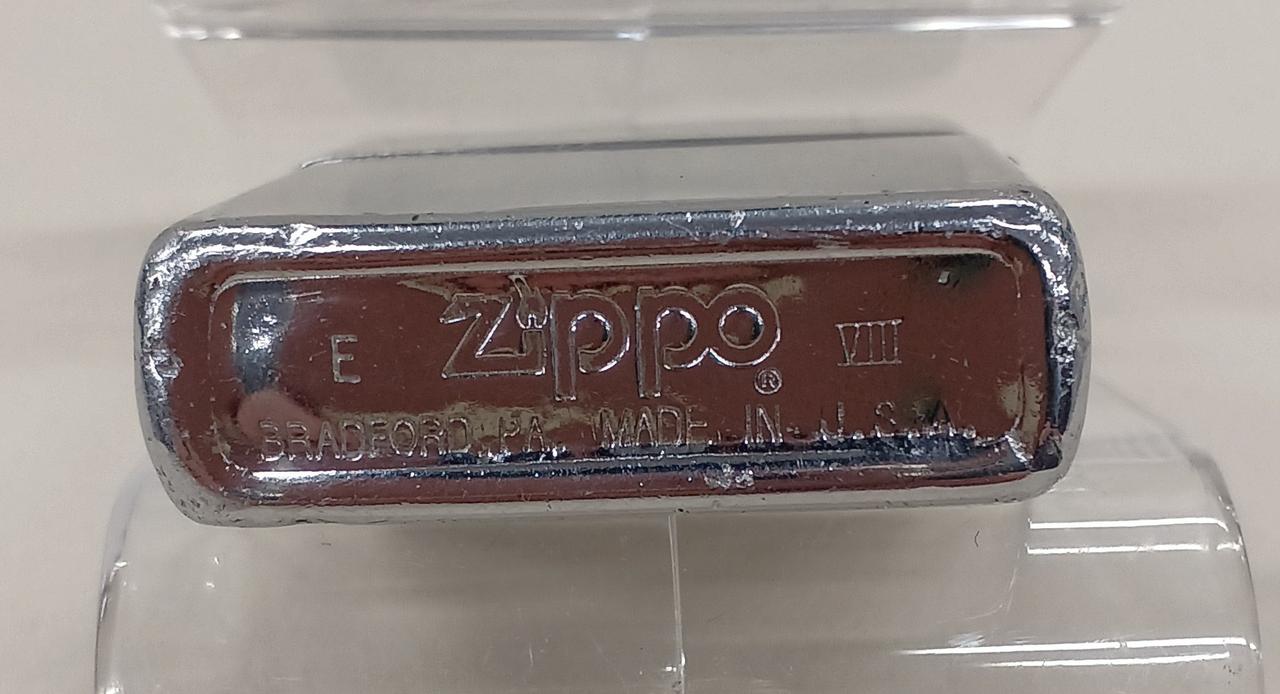 E Zippo® VIII
BRADFORD, PA. MADE IN U.S.A.